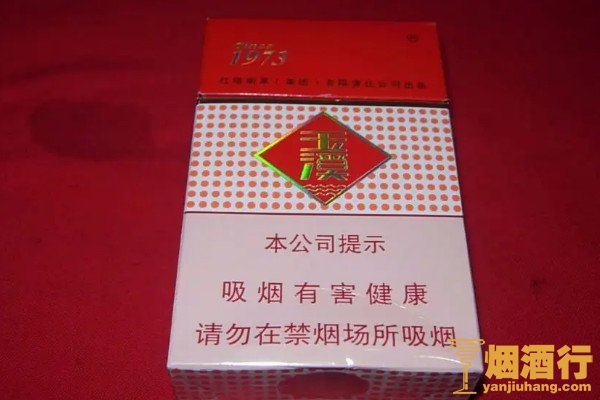 Since
1973
红塔烟草（集团）有限责任公司出品
玉溪
本公司提示
吸烟有害健康
请勿在禁烟场所吸烟
烟酒行
yanjiuhang.com